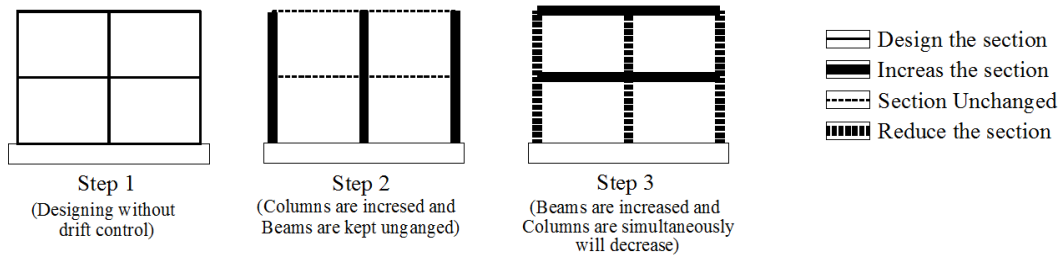 Step 1
(Designing without
drift control)
Step 2
(Columns are incresed and
Beams are kept unganged)
Step 3
(Beams are increased and
Columns are simultaneously
will decrease)
Design the section
Increas the section
Section Unchanged
Reduce the section